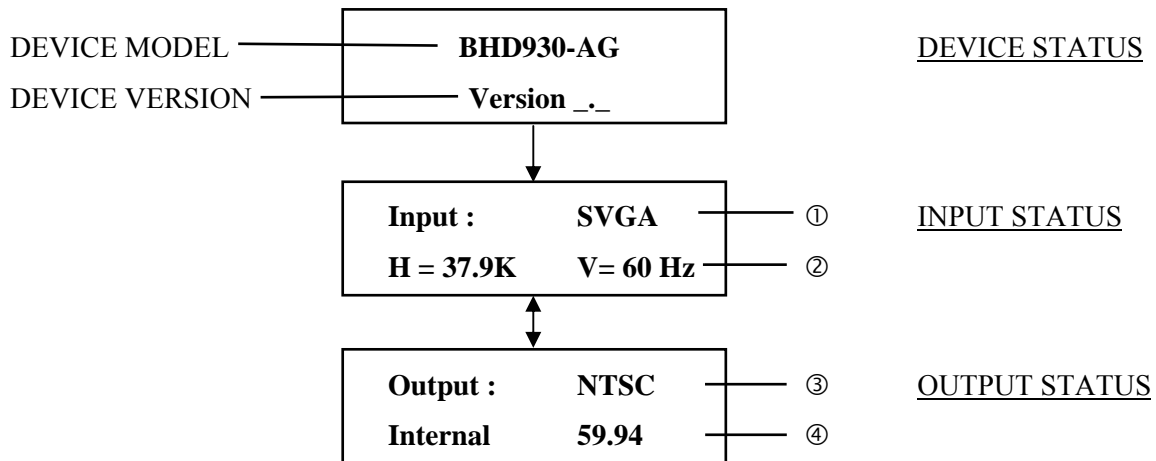 DEVICE MODEL BHD930-AG DEVICE STATUS
DEVICE VERSION Version _._
Input : SVGA ① INPUT STATUS
H = 37.9K V= 60 Hz ②
Output : NTSC ③ OUTPUT STATUS
Internal 59.94 ④